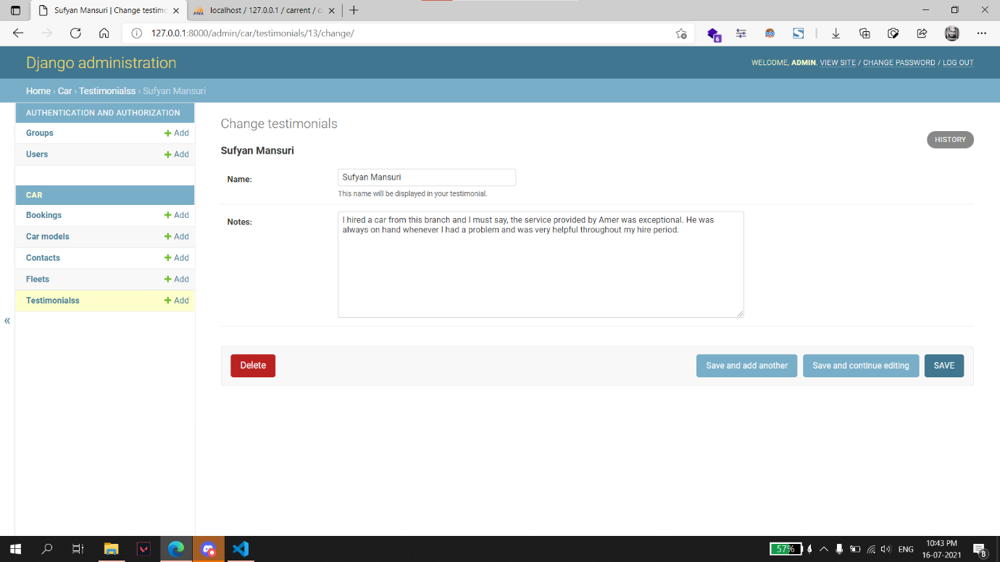 Sufyan Mansuri | Change testimo
localhost / 127.0.0.1 / carrent / c
127.0.0.1:8000/admin/car/testimonials/13/change/
6
Django administration
WELCOME, ADMIN. VIEW SITE / CHANGE PASSWORD / LOG OUT
Home › Car › Testimonialss › Sufyan Mansuri
AUTHENTICATION AND AUTHORIZATION
Groups + Add
Users + Add
CAR
Bookings + Add
Car models + Add
Contacts + Add
Fleets + Add
Testimonialss + Add
«
Change testimonials
HISTORY
Sufyan Mansuri
Name: Sufyan Mansuri
This name will be displayed in your testimonial.
Notes: I hired a car from this branch and I must say, the service provided by Amer was exceptional. He was
always on hand whenever I had a problem and was very helpful throughout my hire period.
Delete Save and add another Save and continue editing SAVE
57% ENG 10:43 PM
16-07-2021
8